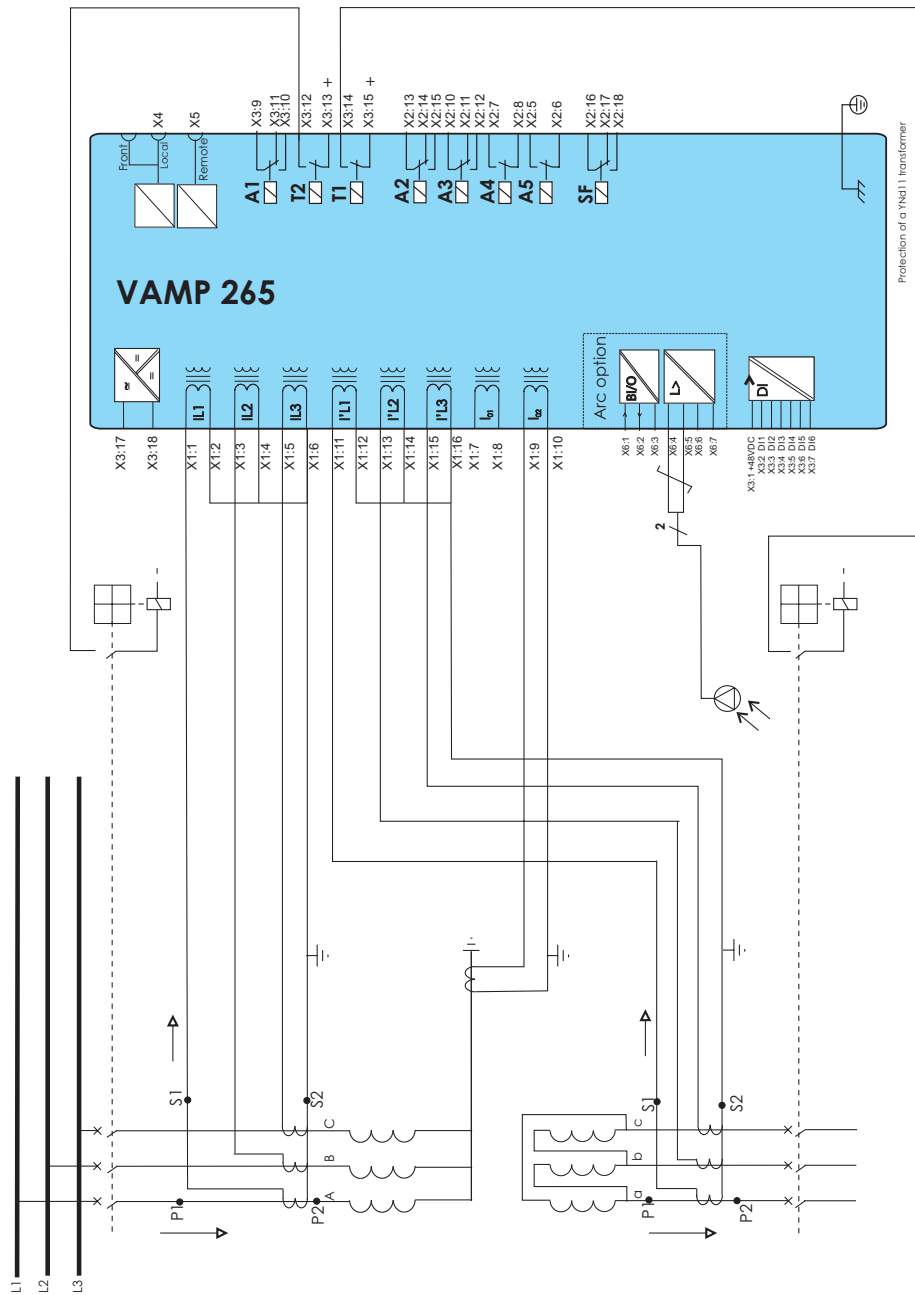 X3:9
X3:11
X3:10
X3:12
X3:13 +
X3:14
X3:15 +
X2:13
X2:14
X2:15
X2:10
X2:11
X2:12
X2:7
X2:8
X2:5
X2:6
X2:16
X2:17
X2:18
X4
X5
Front
Local
Remote
A1
T2
T1
A2
A3
A4
A5
SF
VAMP 265
Protection of a YNd11 transformer
IL1
IL2
IL3
I'L1
I'L2
I'L3
I01
I02
Arc option
BI/O
L>
DI
X3:17
X3:18
X1:1
X1:2
X1:3
X1:4
X1:5
X1:6
X1:11
X1:12
X1:13
X1:14
X1:15
X1:16
X1:7
X1:8
X1:9
X1:10
X6:1
X6:2
X6:3
X6:4
X6:5
X6:6
X6:7
X3:1 +48VDC
X3:2 DI1
X3:3 DI2
X3:4 DI3
X3:5 DI4
X3:6 DI5
X3:7 DI6
2
-
-
S1
S2
S1
S2
C
B
A
c
b
a
P1
P2
P1
P2
L1
L2
L3